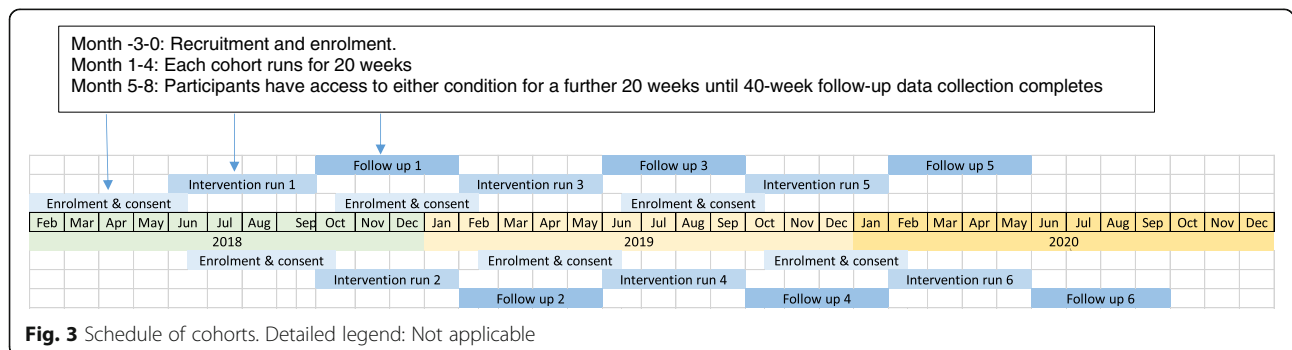 Month -3-0: Recruitment and enrolment.
Month 1-4: Each cohort runs for 20 weeks
Month 5-8: Participants have access to either condition for a further 20 weeks until 40-week follow-up data collection completes
Follow up 1 Follow up 3 Follow up 5
Intervention run 1 Intervention run 3 Intervention run 5
Enrolment & consent Enrolment & consent Enrolment & consent
Feb Mar Apr May Jun Jul Aug Sep Oct Nov Dec Jan Feb Mar Apr May Jun Jul Aug Sep Oct Nov Dec Jan Feb Mar Apr May Jun Jul Aug Sep Oct Nov Dec
2018 2019 2020
Enrolment & consent Enrolment & consent Enrolment & consent
Intervention run 2 Intervention run 4 Intervention run 6
Follow up 2 Follow up 4 Follow up 6
Fig. 3 Schedule of cohorts. Detailed legend: Not applicable